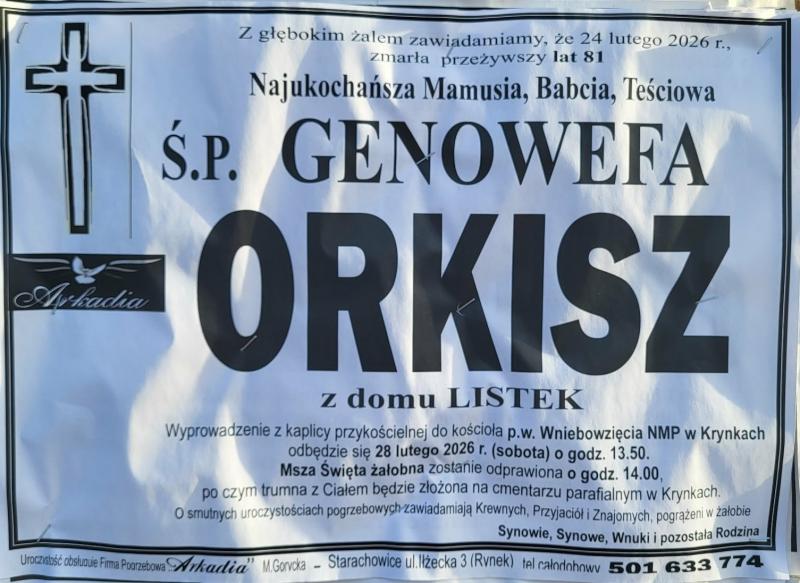 Z głębokim żalem zawiadamiamy, że 24 lutego 2026 r.,
zmarła przeżywszy lat 81
Najukochańsza Mamusia, Babcia, Teściowa
Ś.P. GENOWEFA
ORKISZ
Arkadia
z domu LISTEK
Wyprowadzenie z kaplicy przykościelnej do kościoła p.w. Wniebowzięcia NMP w Krynkach
odbędzie się 28 lutego 2026 r. (sobota) o godz. 13.50.
Msza Święta żałobna zostanie odprawiona o godz. 14.00,
po czym trumna z Ciałem będzie złożona na cmentarzu parafialnym w Krynkach.
O smutnych uroczystościach pogrzebowych zawiadamiają Krewnych, Przyjaciół i Znajomych, pogrążeni w żałobie
Synowie, Synowe, Wnuki i pozostała Rodzina
Uroczystość obsługuje Firma Pogrzebowa „Arkadia” M.Gorycka – Starachowice ul.Iłżecka 3 (Rynek) tel całodobowy 501 633 774